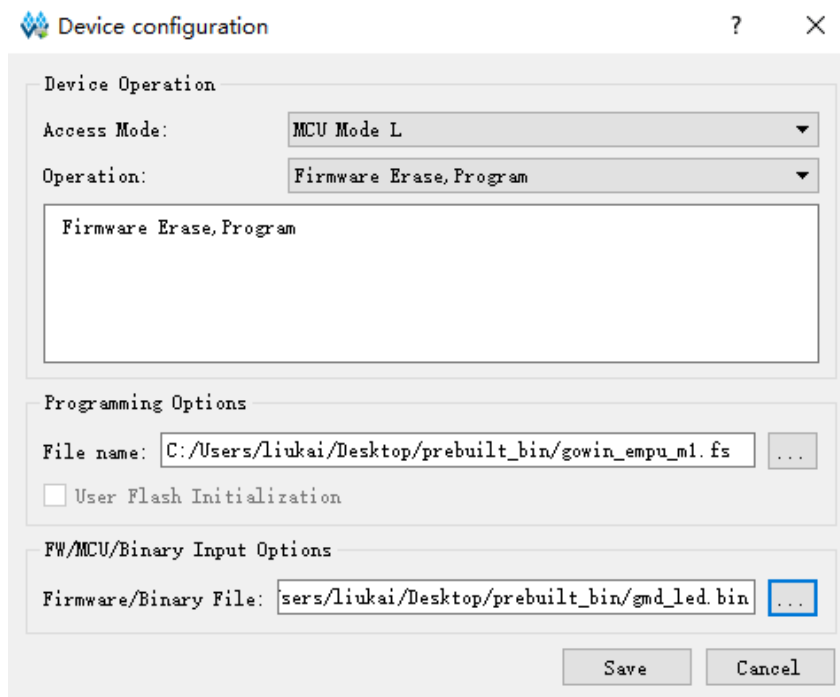 Device configuration ?
Device Operation
Access Mode: MCU Mode L
Operation: Firmware Erase,Program
Firmware Erase,Program
Programming Options
File name: C:/Users/liukai/Desktop/prebuilt_bin/gowin_empu_m1.fs ...
User Flash Initialization
FW/MCU/Binary Input Options
Firmware/Binary File: sers/liukai/Desktop/prebuilt_bin/gmd_led.bin ...
Save Cancel